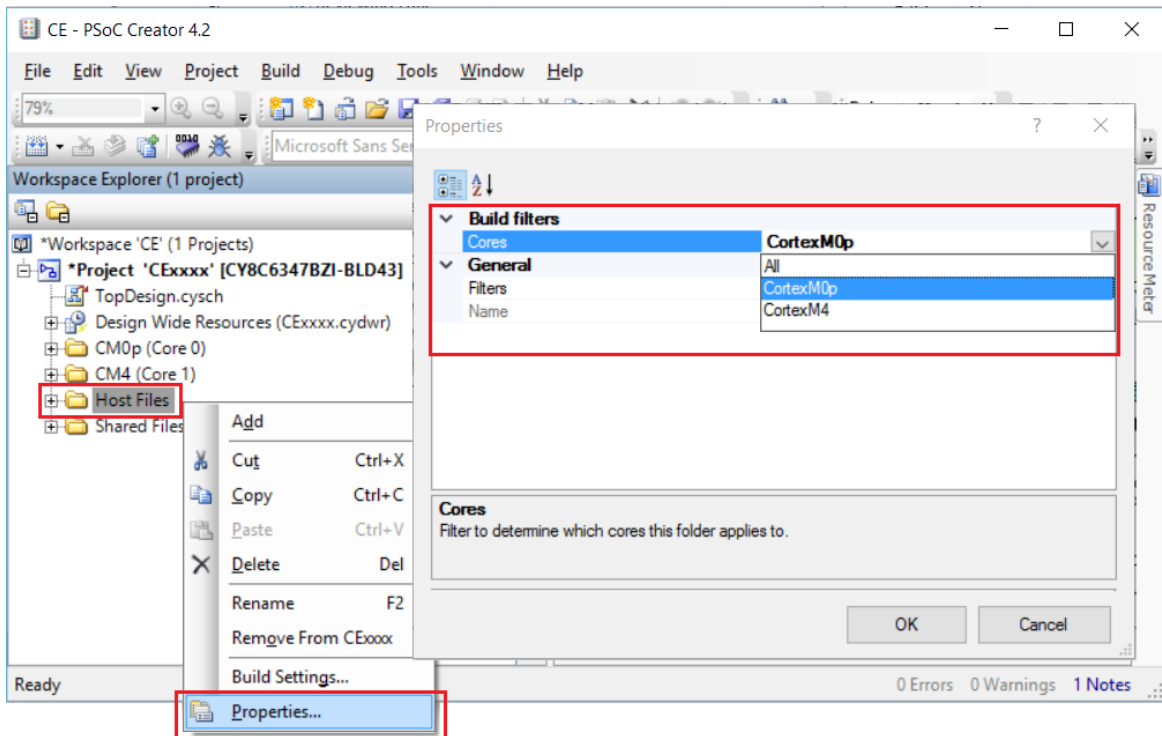 CE - PSoC Creator 4.2
File Edit View Project Build Debug Tools Window Help
79%
Microsoft Sans Ser
Workspace Explorer (1 project)
*Workspace 'CE' (1 Projects)
*Project 'CExxxx' [CY8C6347BZI-BLD43]
TopDesign.cysch
Design Wide Resources (CExxxx.cydwr)
CM0p (Core 0)
CM4 (Core 1)
Host Files
Shared Files
Add
Cut Ctrl+X
Copy Ctrl+C
Paste Ctrl+V
Delete Del
Rename F2
Remove From CExxxx
Build Settings...
Properties...
Properties ?
Build filters
Cores CortexM0p
General
All
Filters
CortexM0p
Name
CortexM4
Cores
Filter to determine which cores this folder applies to.
OK Cancel
Resource Meter
Ready 0 Errors 0 Warnings 1 Notes